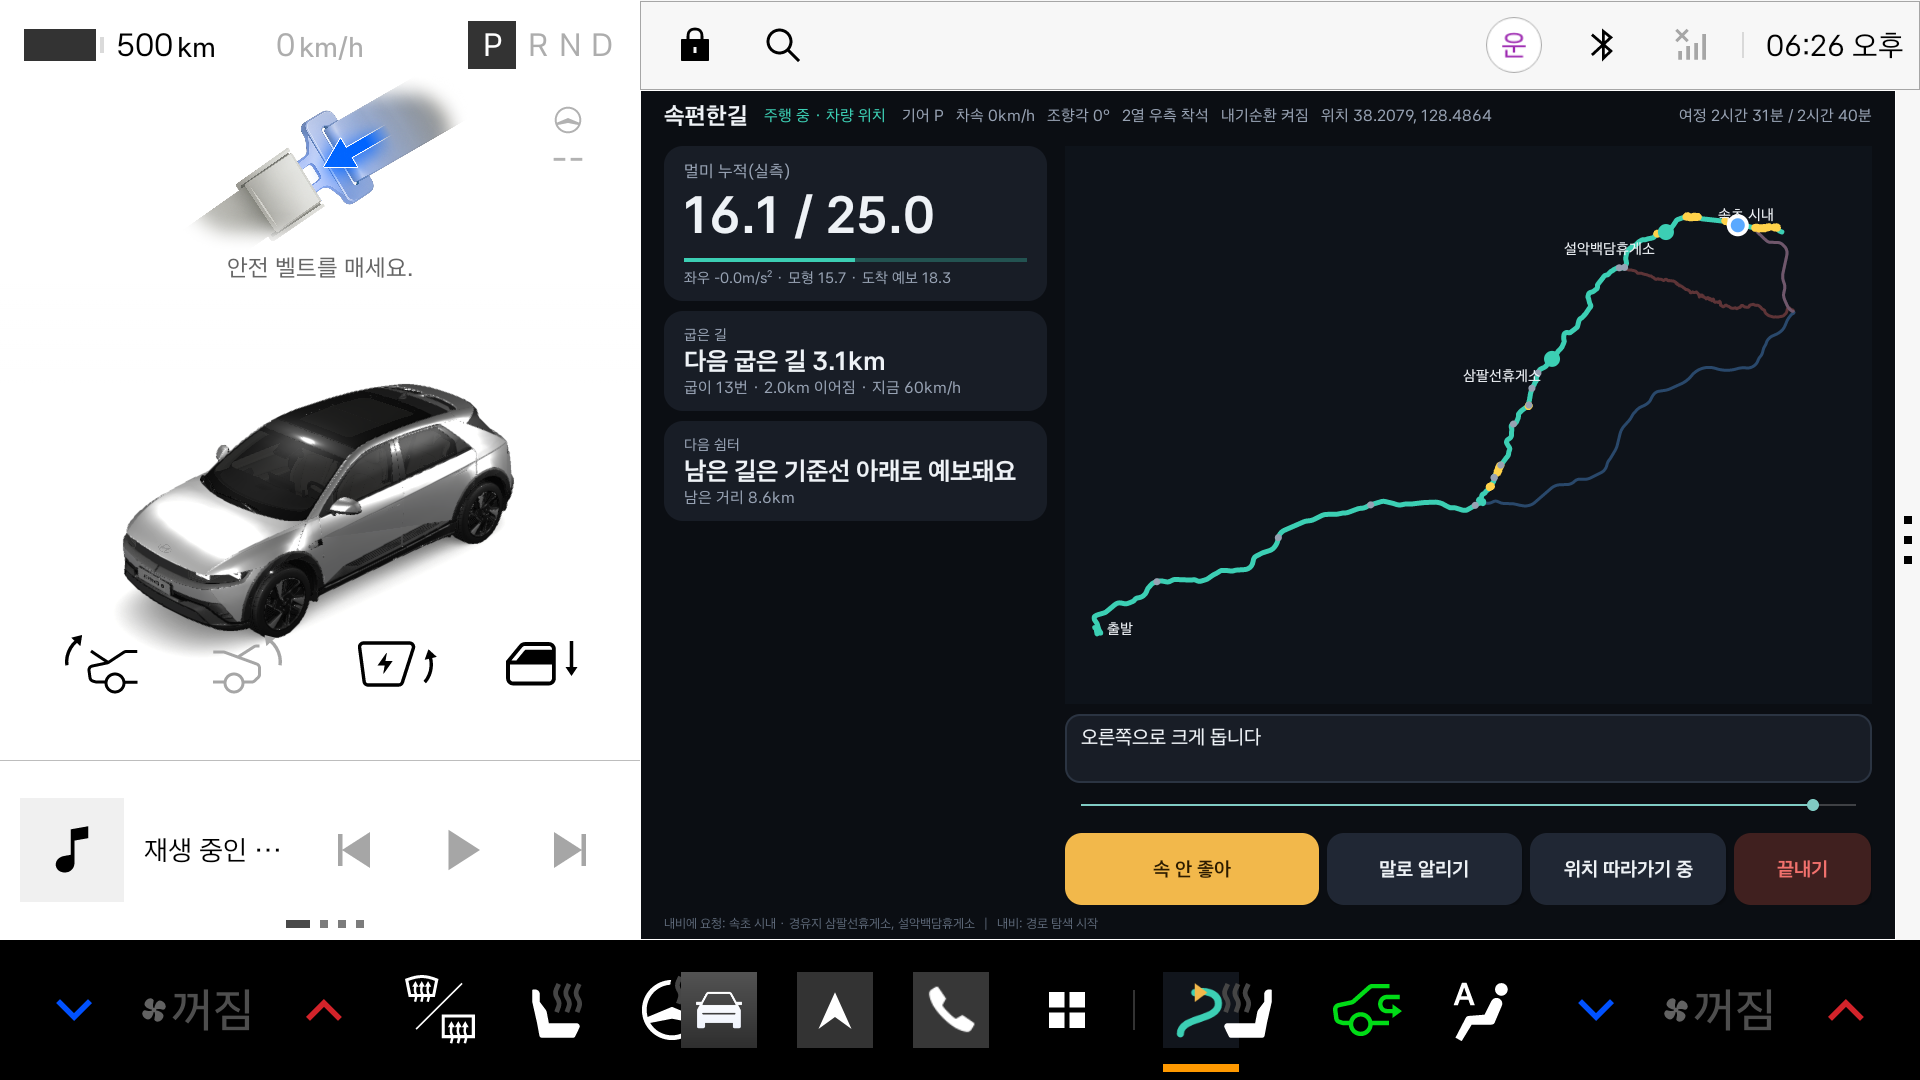 500 km
0 km/h
P R N D
안전 벨트를 매세요.
재생 중인 ···
운
06:26 오후
속편한길
주행 중 · 차량 위치
기어 P
차속 0km/h
조향각 0°
2열 우측 착석
내기순환 켜짐
위치 38.2079, 128.4864
여정 2시간 31분 / 2시간 40분
멀미 누적(실측)
16.1 / 25.0
좌우 -0.0m/s² · 모형 15.7 · 도착 예보 18.3
굽은 길
다음 굽은 길 3.1km
굽이 13번 · 2.0km 이어짐 · 지금 60km/h
다음 쉼터
남은 길은 기준선 아래로 예보돼요
남은 거리 8.6km
속초 시내
설악백담휴게소
삼팔선휴게소
출발
오른쪽으로 크게 돕니다
속 안 좋아
말로 알리기
위치 따라가기 중
끝내기
내비에 요청: 속초 시내 · 경유지 삼팔선휴게소, 설악백담휴게소 | 내비: 경로 탐색 시작
꺼짐
A
꺼짐